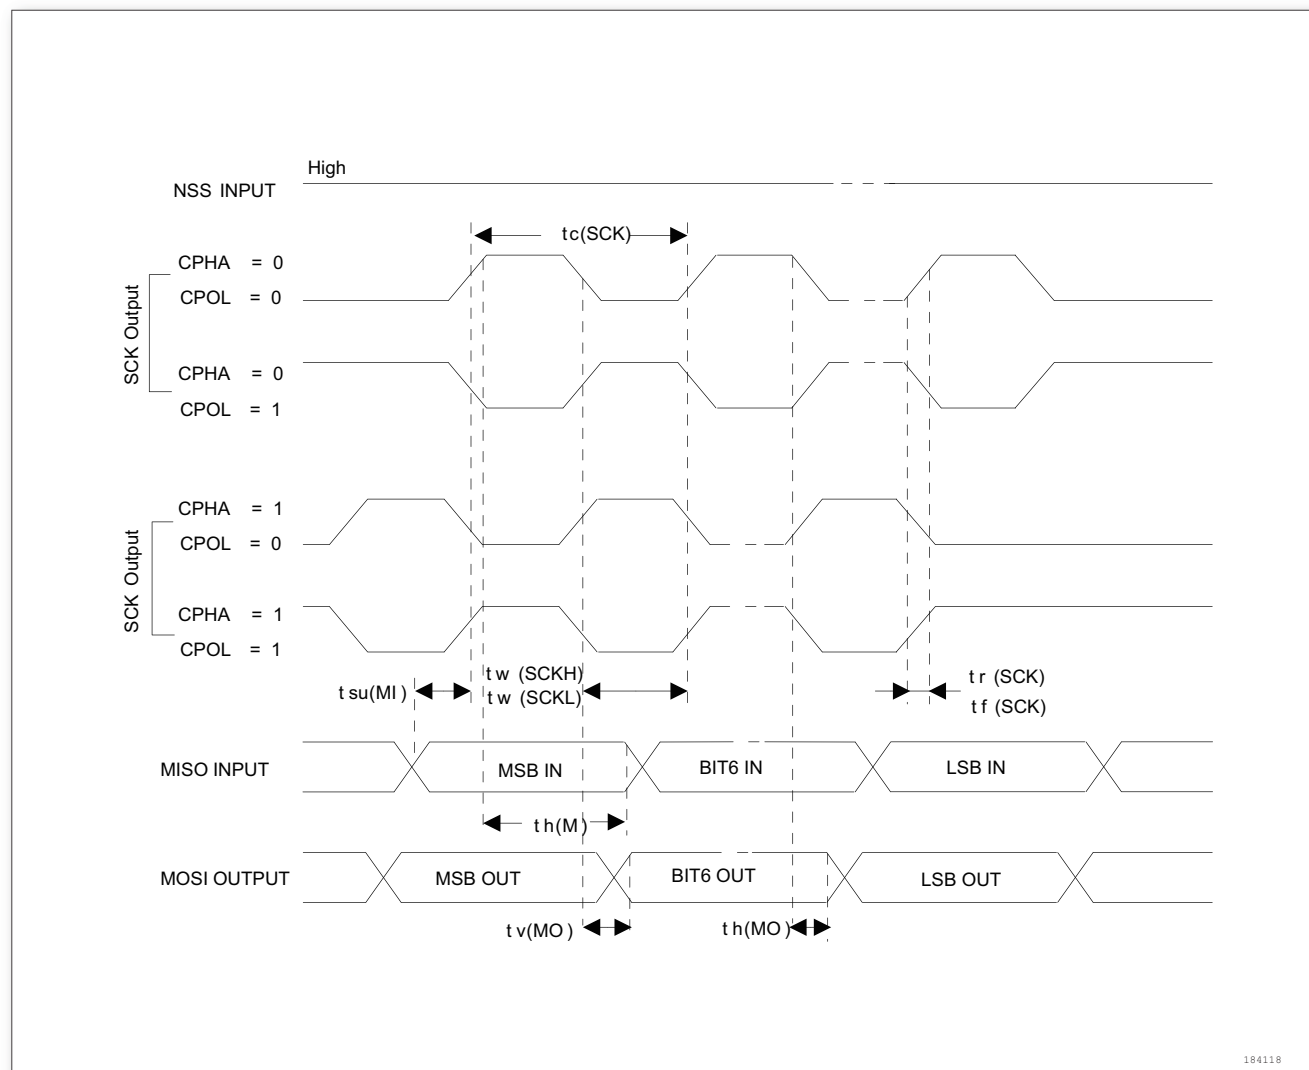 High
NSS INPUT
tc(SCK)
CPHA = 0
CPOL = 0
SCK Output
CPHA = 0
CPOL = 1
CPHA = 1
CPOL = 0
SCK Output
CPHA = 1
CPOL = 1
tsu(MI)
tw (SCKH)
tw (SCKL)
tr (SCK)
tf (SCK)
MISO INPUT
MSB IN
BIT6 IN
LSB IN
th(M)
MOSI OUTPUT
MSB OUT
BIT6 OUT
LSB OUT
tv(MO)
th(MO)
184118